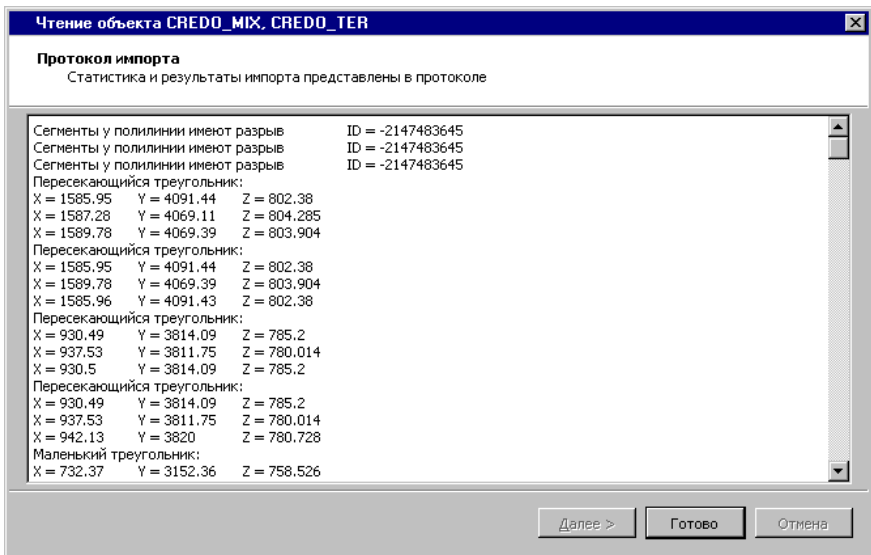 Чтение объекта CREDO_MIX, CREDO_TER
Протокол импорта
Статистика и результаты импорта представлены в протоколе
Сегменты у полилинии имеют разрыв ID = -2147483645
Сегменты у полилинии имеют разрыв ID = -2147483645
Сегменты у полилинии имеют разрыв ID = -2147483645
Пересекающийся треугольник:
X = 1585.95 Y = 4091.44 Z = 802.38
X = 1587.28 Y = 4069.11 Z = 804.285
X = 1589.78 Y = 4069.39 Z = 803.904
Пересекающийся треугольник:
X = 1585.95 Y = 4091.44 Z = 802.38
X = 1589.78 Y = 4069.39 Z = 803.904
X = 1585.96 Y = 4091.43 Z = 802.38
Пересекающийся треугольник:
X = 930.49 Y = 3814.09 Z = 785.2
X = 937.53 Y = 3811.75 Z = 780.014
X = 930.5 Y = 3814.09 Z = 785.2
Пересекающийся треугольник:
X = 930.49 Y = 3814.09 Z = 785.2
X = 937.53 Y = 3811.75 Z = 780.014
X = 942.13 Y = 3820 Z = 780.728
Маленький треугольник:
X = 732.37 Y = 3152.36 Z = 758.526
Далее > Готово Отмена